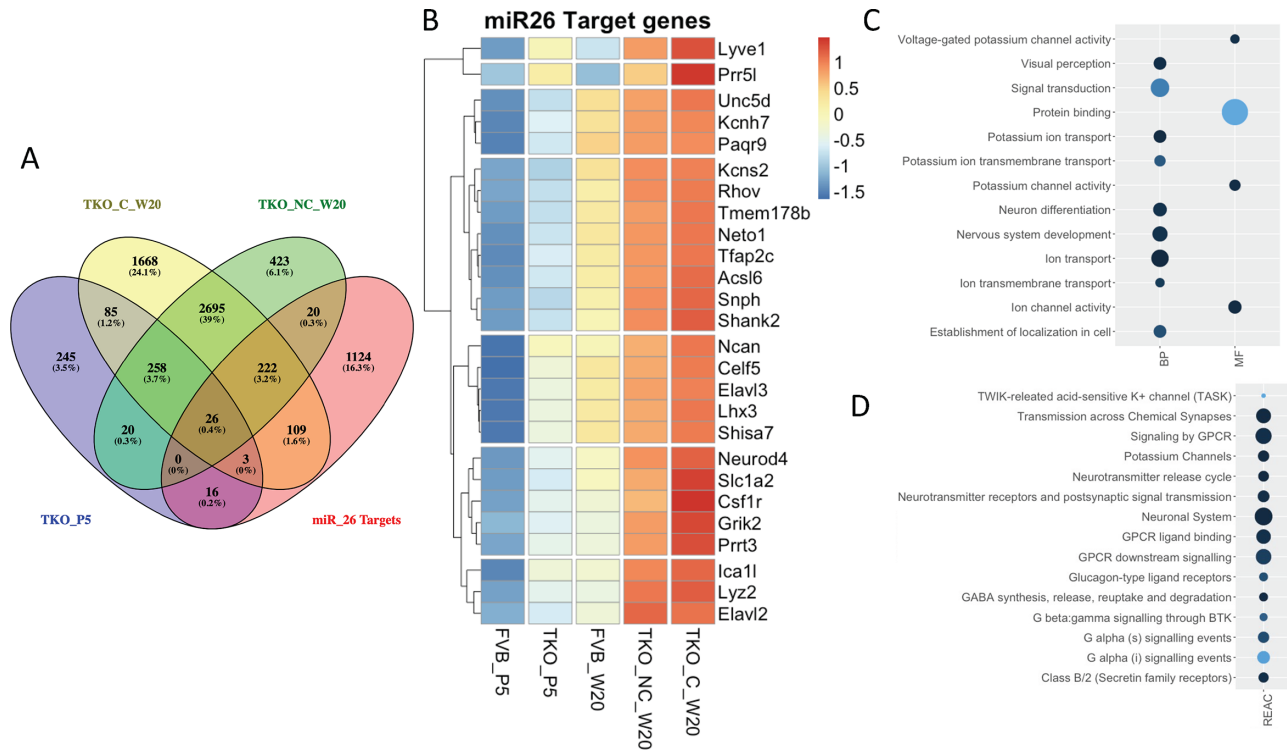 A
TKO_C_W20
TKO_NC_W20
1668
(24.1%)
423
(6.1%)
85
(1.2%)
2695
(39%)
20
(0.3%)
245
(3.5%)
258
(3.7%)
222
(3.2%)
1124
(16.3%)
26
(0.4%)
20
(0.3%)
109
(1.6%)
0
(0%)
3
(0%)
16
(0.2%)
TKO_P5
miR_26 Targets
B
miR26 Target genes
Lyve1
Prr5l
Unc5d
Kcnh7
Paqr9
Kcns2
Rhov
Tmem178b
Neto1
Tfap2c
Acsl6
Snph
Shank2
Ncan
Celf5
Elavl3
Lhx3
Shisa7
Neurod4
Slc1a2
Csf1r
Grik2
Prrt3
Ica1l
Lyz2
Elavl2
FVB_P5
TKO_P5
FVB_W20
TKO_NC_W20
TKO_C_W20
1
0.5
0
-0.5
-1
-1.5
C
Voltage-gated potassium channel activity
Visual perception
Signal transduction
Protein binding
Potassium ion transport
Potassium ion transmembrane transport
Potassium channel activity
Neuron differentiation
Nervous system development
Ion transport
Ion transmembrane transport
Ion channel activity
Establishment of localization in cell
BP
MF
D
TWIK-releated acid-sensitive K+ channel (TASK)
Transmission across Chemical Synapses
Signaling by GPCR
Potassium Channels
Neurotransmitter release cycle
Neurotransmitter receptors and postsynaptic signal transmission
Neuronal System
GPCR ligand binding
GPCR downstream signalling
Glucagon-type ligand receptors
GABA synthesis, release, reuptake and degradation
G beta:gamma signalling through BTK
G alpha (s) signalling events
G alpha (i) signalling events
Class B/2 (Secretin family receptors)
REAC